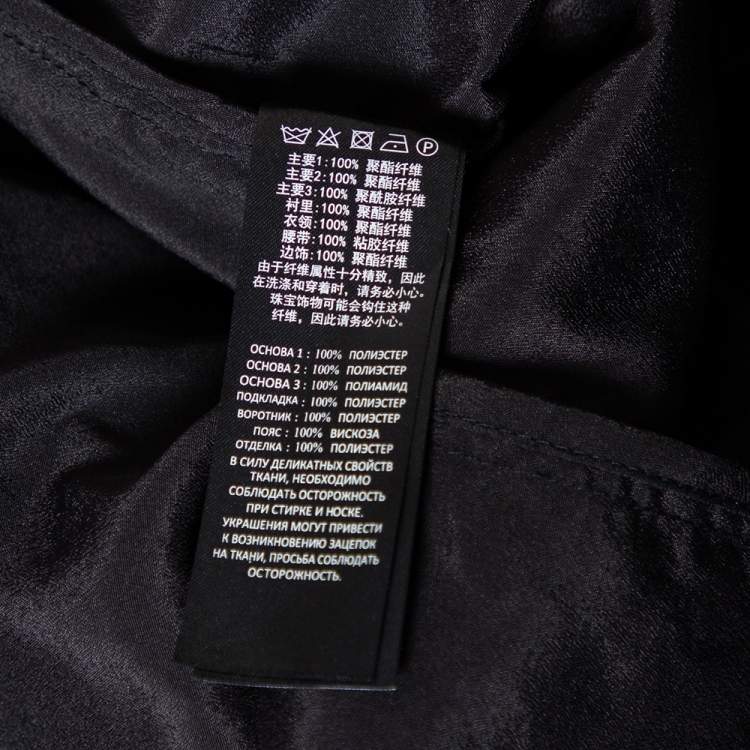 P
主要1:100% 聚酯纤维
主要2:100% 聚酯纤维
主要3:100% 聚酰胺纤维
衬里:100% 聚酯纤维
衣领:100% 聚酯纤维
腰带:100% 粘胶纤维
边饰:100% 聚酯纤维
由于纤维属性十分精致，因此
在洗涤和穿着时，请务必小心。
珠宝饰物可能会钩住这种
纤维，因此请务必小心。
ОСНОВА 1 : 100% ПОЛИЭСТЕР
ОСНОВА 2 : 100% ПОЛИЭСТЕР
ОСНОВА 3 : 100% ПОЛИАМИД
ПОДКЛАДКА : 100% ПОЛИЭСТЕР
ВОРОТНИК : 100% ПОЛИЭСТЕР
ПОЯС : 100% ВИСКОЗА
ОТДЕЛКА : 100% ПОЛИЭСТЕР
В СИЛУ ДЕЛИКАТНЫХ СВОЙСТВ
ТКАНИ, НЕОБХОДИМО
СОБЛЮДАТЬ ОСТОРОЖНОСТЬ
ПРИ СТИРКЕ И НОСКЕ.
УКРАШЕНИЯ МОГУТ ПРИВЕСТИ
К ВОЗНИКНОВЕНИЮ ЗАЦЕПОК
НА ТКАНИ, ПРОСЬБА СОБЛЮДАТЬ
ОСТОРОЖНОСТЬ.